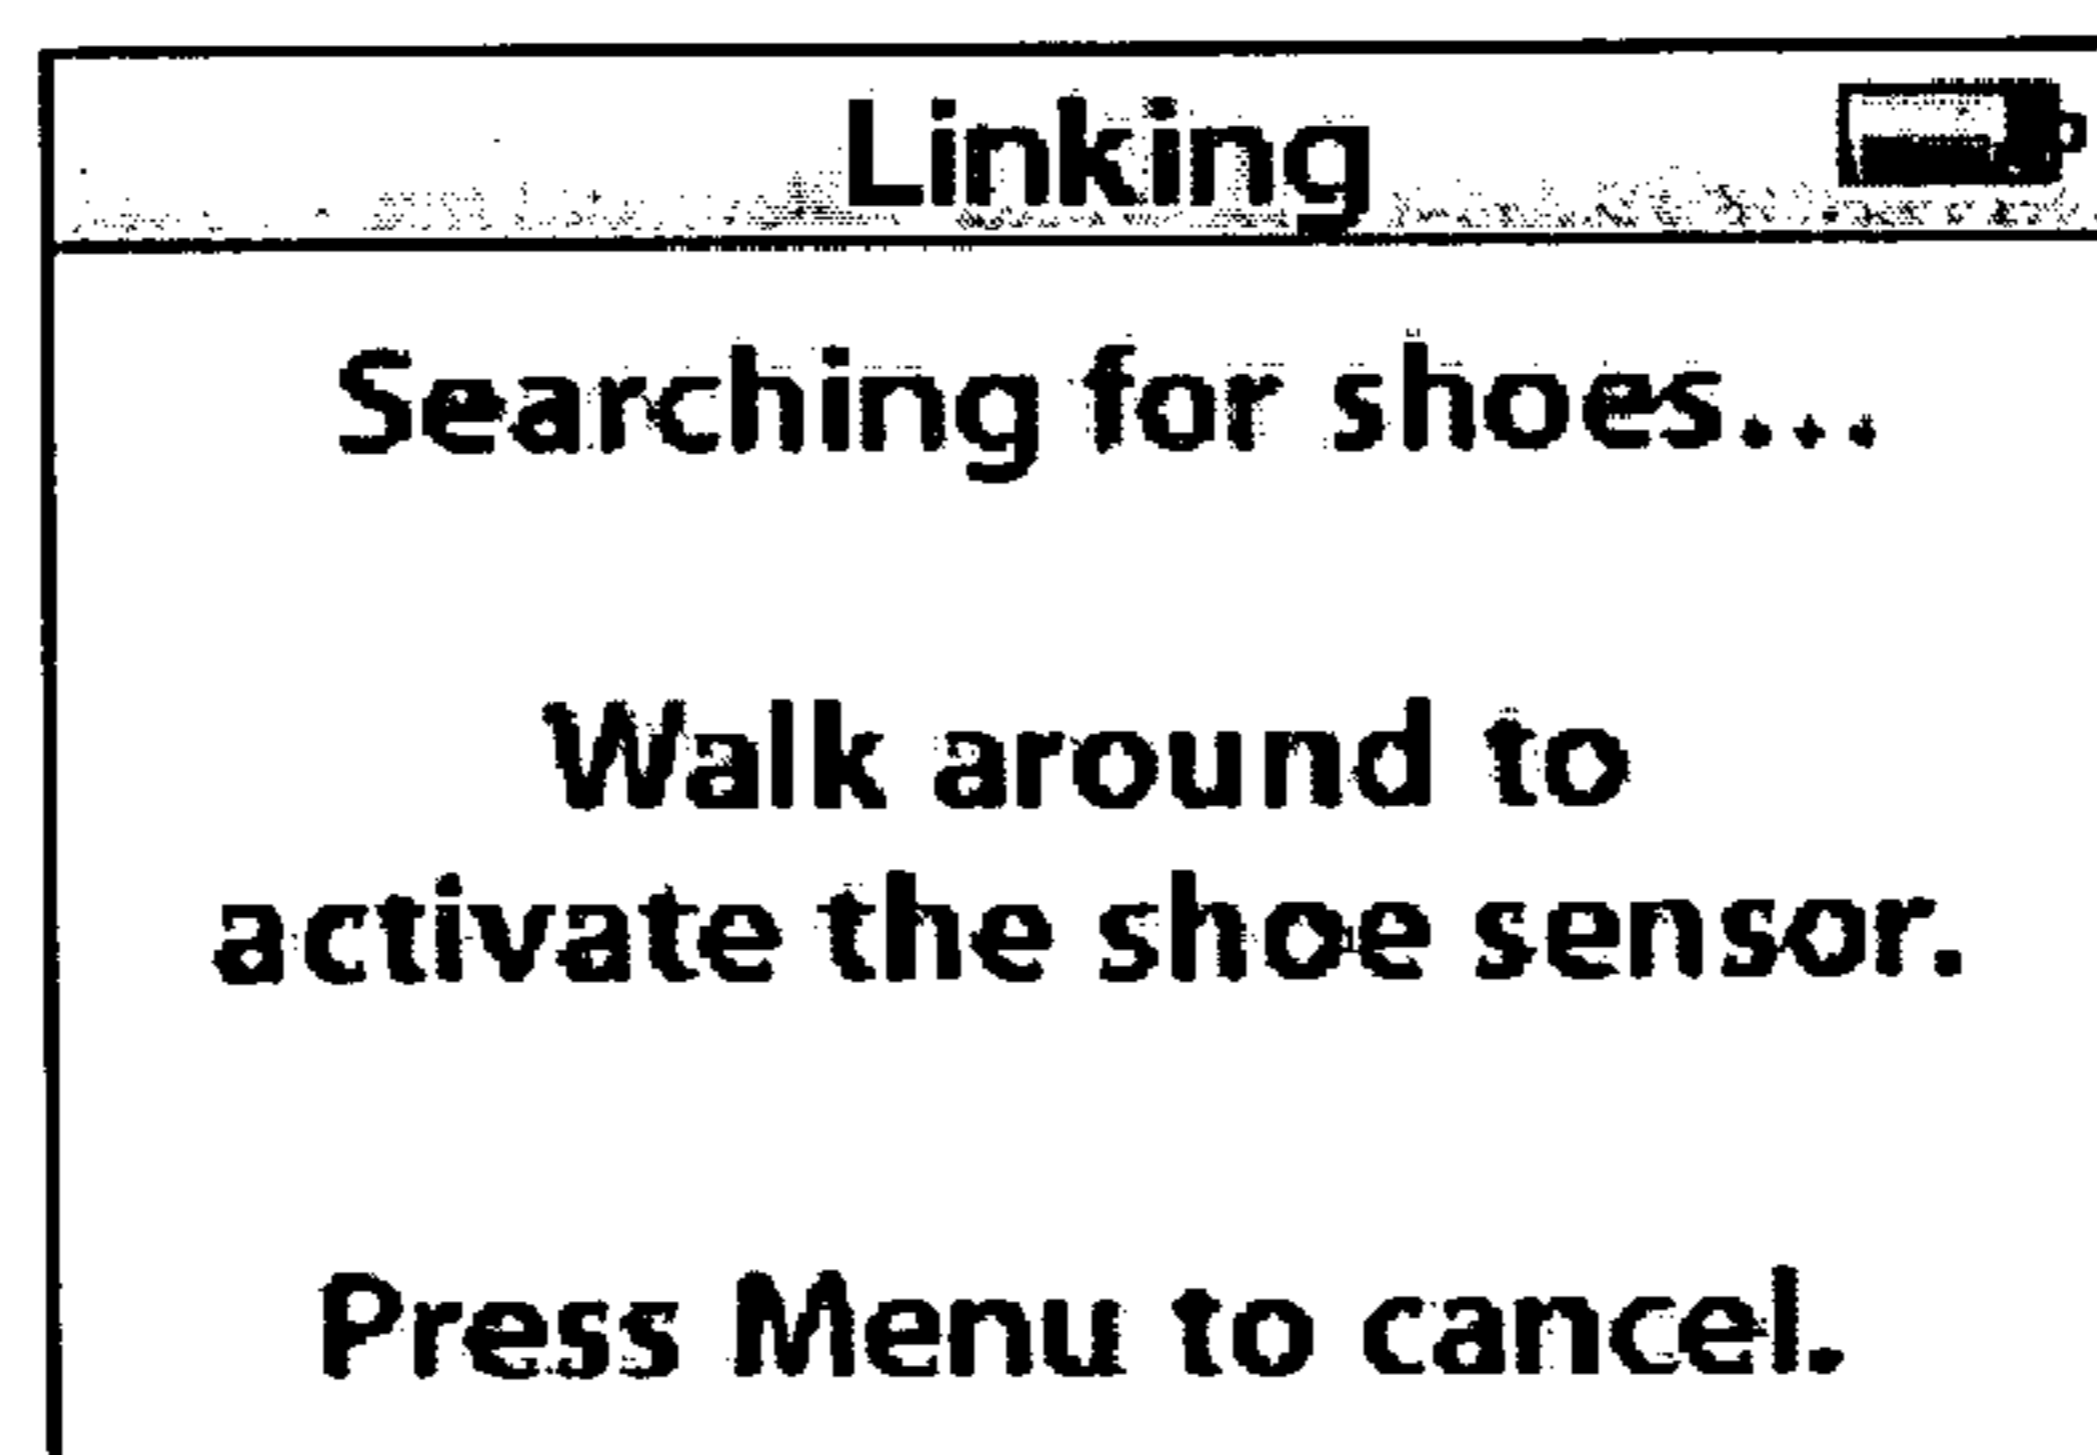 Linking
Searching for shoes...
Walk around to
activate the shoe sensor.
Press Menu to cancel.